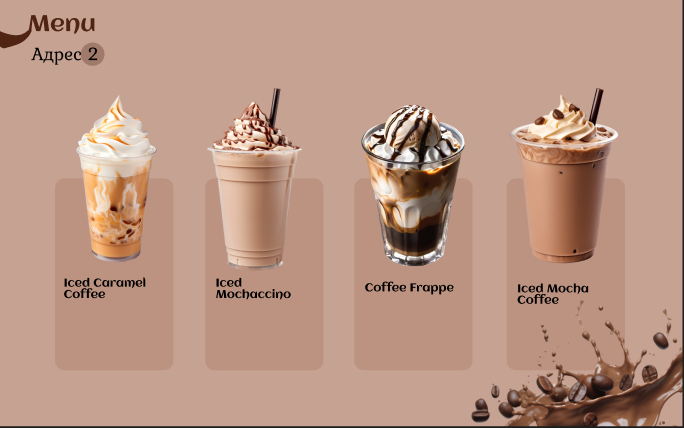 Menu
Адрес 2
Iced Caramel
Coffee
Iced
Mochaccino
Coffee Frappe
Iced Mocha
Coffee